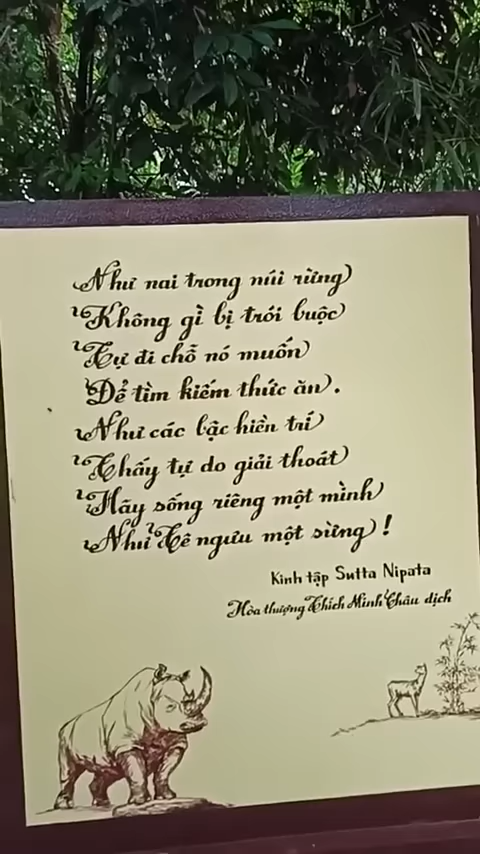 Như nai trong núi rừng
Không gì bị trói buộc
Tự đi chỗ nó muốn
Để tìm kiếm thức ăn.
Như các bậc hiền trí
Thấy tự do giải thoát
Hãy sống riêng một mình
Như Tê ngưu một sừng!
Kinh tập Sutta Nipata
Hòa thượng Thích Minh Châu dịch